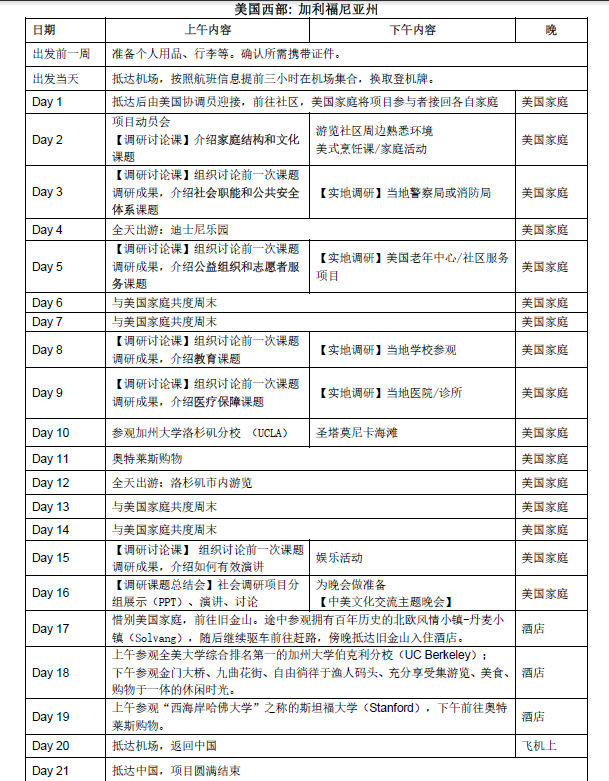 美国西部: 加利福尼亚州
日期 上午内容 下午内容 晚
出发前一周 准备个人用品、行李等。确认所需携带证件。
出发当天 抵达机场，按照航班信息提前三小时在机场集合，换取登机牌。
Day 1 抵达后由美国协调员迎接，前往社区，美国家庭将项目参与者接回各自家庭 美国家庭
Day 2 项目动员会
【调研讨论课】介绍家庭结构和文化
课题 游览社区周边熟悉环境
美式烹饪课/家庭活动 美国家庭
Day 3 【调研讨论课】组织讨论前一次课题
调研成果，介绍社会职能和公共安全
体系课题 【实地调研】当地警察局或消防局 美国家庭
Day 4 全天出游：迪士尼乐园 美国家庭
Day 5 【调研讨论课】组织讨论前一次课题
调研成果，介绍公益组织和志愿者服
务课题 【实地调研】美国老年中心/社区服务
项目 美国家庭
Day 6 与美国家庭共度周末 美国家庭
Day 7 与美国家庭共度周末 美国家庭
Day 8 【调研讨论课】组织讨论前一次课题
调研成果，介绍教育课题 【实地调研】当地学校参观 美国家庭
Day 9 【调研讨论课】组织讨论前一次课题
调研成果，介绍医疗保障课题 【实地调研】当地医院/诊所 美国家庭
Day 10 参观加州大学洛杉矶分校 （UCLA） 圣塔莫尼卡海滩 美国家庭
Day 11 奥特莱斯购物 美国家庭
Day 12 全天出游：洛杉矶市内游览 美国家庭
Day 13 与美国家庭共度周末 美国家庭
Day 14 与美国家庭共度周末 美国家庭
Day 15 【调研讨论课】 组织讨论前一次课题
调研成果，介绍如何有效演讲 娱乐活动 美国家庭
Day 16 【调研课题总结会】社会调研项目分
组展示（PPT）、演讲、讨论 为晚会做准备
【中美文化交流主题晚会】 美国家庭
Day 17 惜别美国家庭，前往旧金山。途中参观拥有百年历史的北欧风情小镇-丹麦小
镇（Solvang），随后继续驱车前往赶路，傍晚抵达旧金山入住酒店。 酒店
Day 18 上午参观全美大学综合排名第一的加州大学伯克利分校（UC Berkeley）；
下午参观金门大桥、九曲花街、自由徜徉于渔人码头、充分享受集游览、美食、
购物于一体的休闲时光。 酒店
Day 19 上午参观“西海岸哈佛大学”之称的斯坦福大学（Stanford），下午前往奥特
莱斯购物。 酒店
Day 20 抵达机场，返回中国 飞机上
Day 21 抵达中国，项目圆满结束